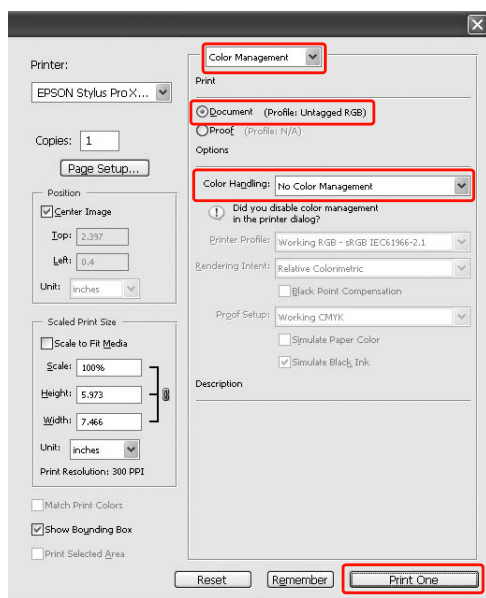 Printer:
EPSON Stylus Pro X...
Copies: 1
Page Setup...
Position
Center Image
Top: 2.397
Left: 0.4
Unit: inches
Scaled Print Size
Scale to Fit Media
Scale: 100%
Height: 5.973
Width: 7.466
Unit: inches
Print Resolution: 300 PPI
Match Print Colors
Show Bounding Box
Print Selected Area
Color Management
Print
Document (Profile: Untagged RGB)
Proof (Profile: N/A)
Options
Color Handling: No Color Management
Did you disable color management
in the printer dialog?
Printer Profile: Working RGB - sRGB IEC61966-2.1
Rendering Intent: Relative Colorimetric
Black Point Compensation
Proof Setup: Working CMYK
Simulate Paper Color
Simulate Black Ink
Description
Reset Remember Print One